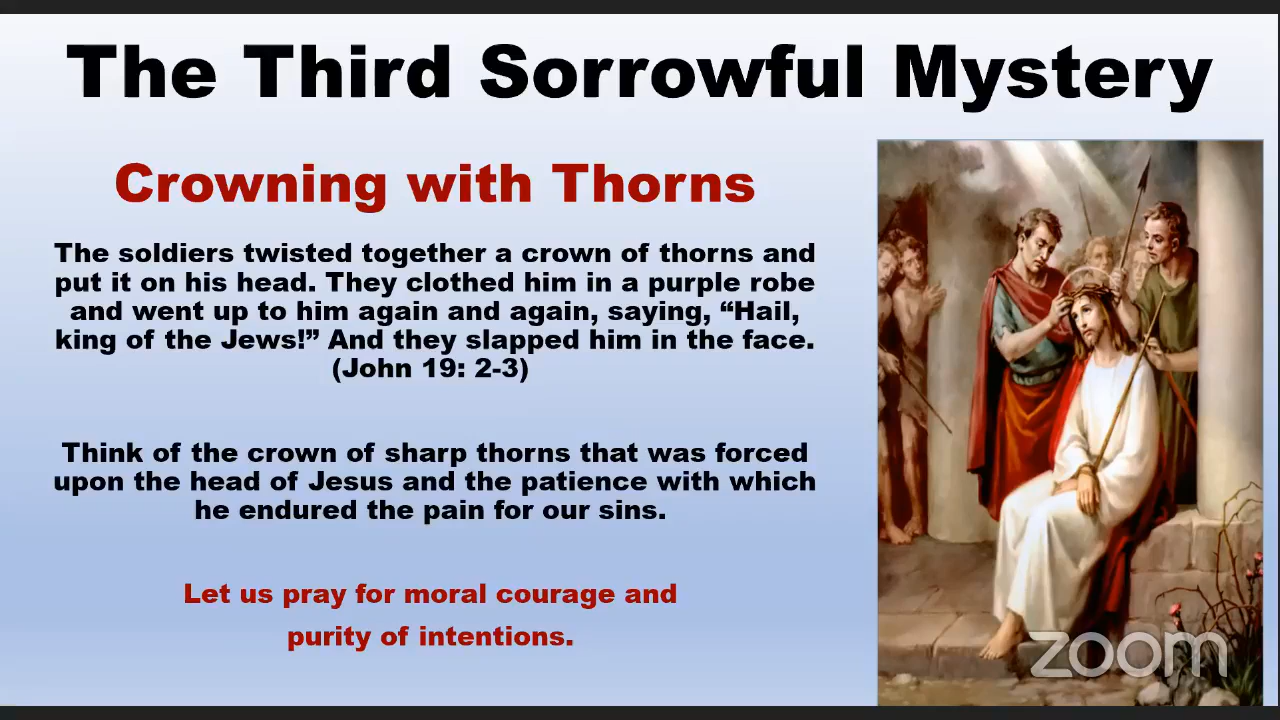 The Third Sorrowful Mystery
Crowning with Thorns
The soldiers twisted together a crown of thorns and
put it on his head. They clothed him in a purple robe
and went up to him again and again, saying, “Hail,
king of the Jews!” And they slapped him in the face.
(John 19: 2-3)
Think of the crown of sharp thorns that was forced
upon the head of Jesus and the patience with which
he endured the pain for our sins.
Let us pray for moral courage and
purity of intentions.
zoom